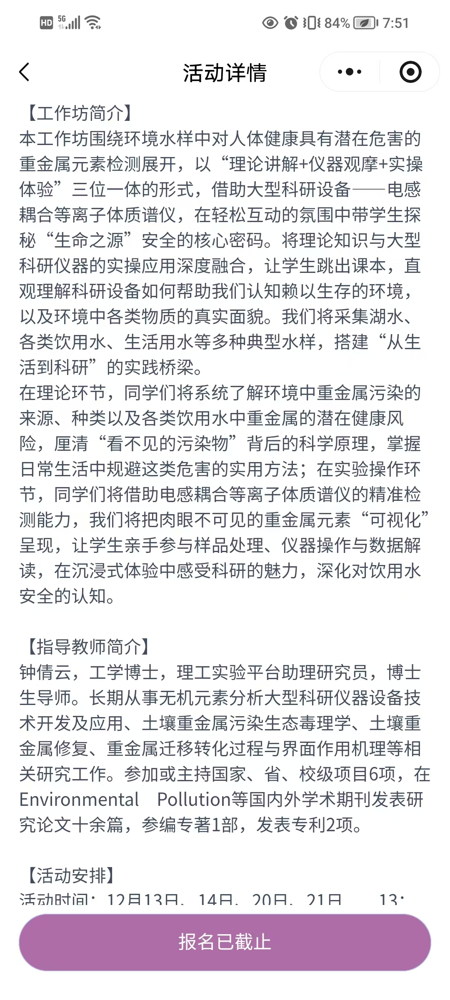 HD 5G 84% 7:51
活动详情
【工作坊简介】
本工作坊围绕环境水样中对人体健康具有潜在危害的
重金属元素检测展开，以“理论讲解+仪器观摩+实操
体验”三位一体的形式，借助大型科研设备——电感
耦合等离子体质谱仪，在轻松互动的氛围中带学生探
秘“生命之源”安全的核心密码。将理论知识与大型
科研仪器的实操应用深度融合，让学生跳出课本，直
观理解科研设备如何帮助我们认知赖以生存的环境，
以及环境中各类物质的真实面貌。我们将采集湖水、
各类饮用水、生活用水等多种典型水样，搭建“从生
活到科研”的实践桥梁。
在理论环节，同学们将系统了解环境中重金属污染的
来源、种类以及各类饮用水中重金属的潜在健康风
险，厘清“看不见的污染物”背后的科学原理，掌握
日常生活中规避这类危害的实用方法；在实验操作环
节，同学们将借助电感耦合等离子体质谱仪的精准检
测能力，我们将把肉眼不可见的重金属元素“可视化”
呈现，让学生亲手参与样品处理、仪器操作与数据解
读，在沉浸式体验中感受科研的魅力，深化对饮用水
安全的认知。
【指导教师简介】
钟倩云，工学博士，理工实验平台助理研究员，博士
生导师。长期从事无机元素分析大型科研仪器设备技
术开发及应用、土壤重金属污染生态毒理学、土壤重
金属修复、重金属迁移转化过程与界面作用机理等相
关研究工作。参加或主持国家、省、校级项目6项，在
Environmental Pollution等国内外学术期刊发表研
究论文十余篇，参编专著1部，发表专利2项。
【活动安排】
活动时间：12月13日、14日、20日、21日 13：
报名已截止